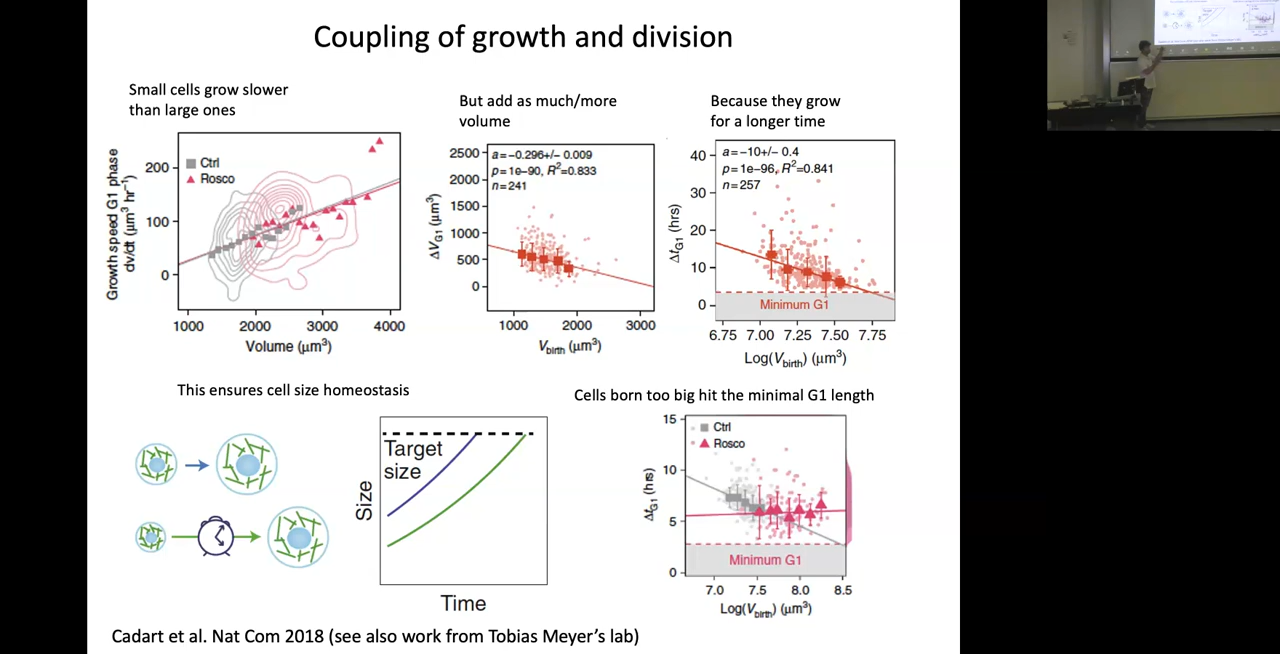 Coupling of growth and division
Small cells grow slower
than large ones
Growth speed G1 phase
dv/dt (µm³ hr⁻¹)
200
100
0
Ctrl
Rosco
1000 2000 3000 4000
Volume (µm³)
But add as much/more
volume
ΔV_G1 (µm³)
2500
2000
1500
1000
500
0
a=−0.296+/− 0.009
p=1e−90, R²=0.833
n=241
1000 2000 3000
V_birth (µm³)
Because they grow
for a longer time
Δt_G1 (hrs)
40
30
20
10
0
a=−10+/− 0.4
p=1e−96, R²=0.841
n=257
Minimum G1
6.75 7.00 7.25 7.50 7.75
Log(V_birth) (µm³)
This ensures cell size homeostasis
Target
size
Size
Time
Cells born too big hit the minimal G1 length
Δt_G1 (hrs)
15
10
5
0
Ctrl
Rosco
Minimum G1
7.0 7.5 8.0 8.5
Log(V_birth) (µm³)
Cadart et al. Nat Com 2018 (see also work from Tobias Meyer’s lab)